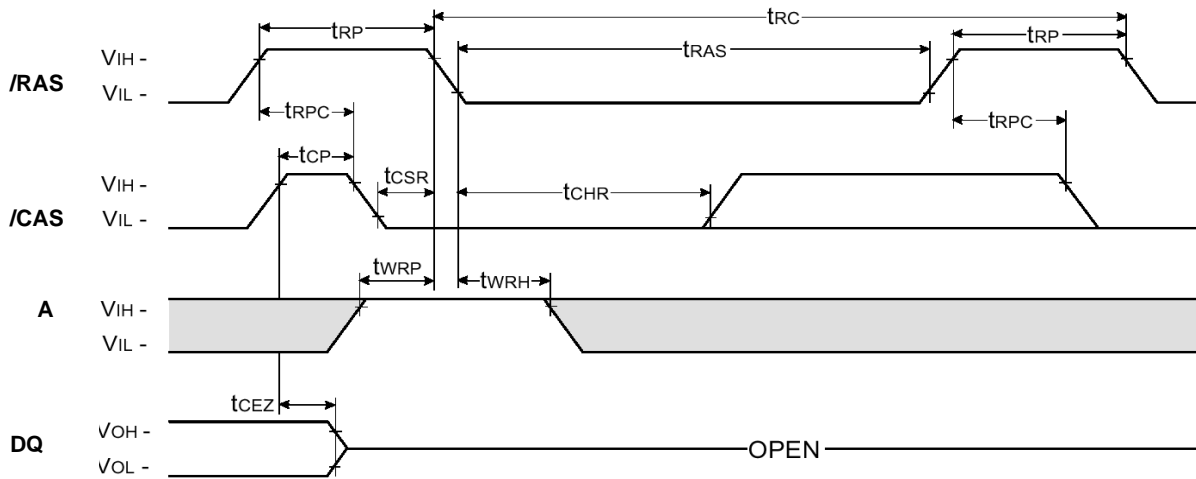 tRP
tRC
tRAS
tRP
/RAS
VIH -
VIL -
tRPC
tRPC
tCP
tCSR
tCHR
/CAS
VIH -
VIL -
tWRP
tWRH
A
VIH -
VIL -
tCEZ
DQ
VOH -
VOL -
OPEN